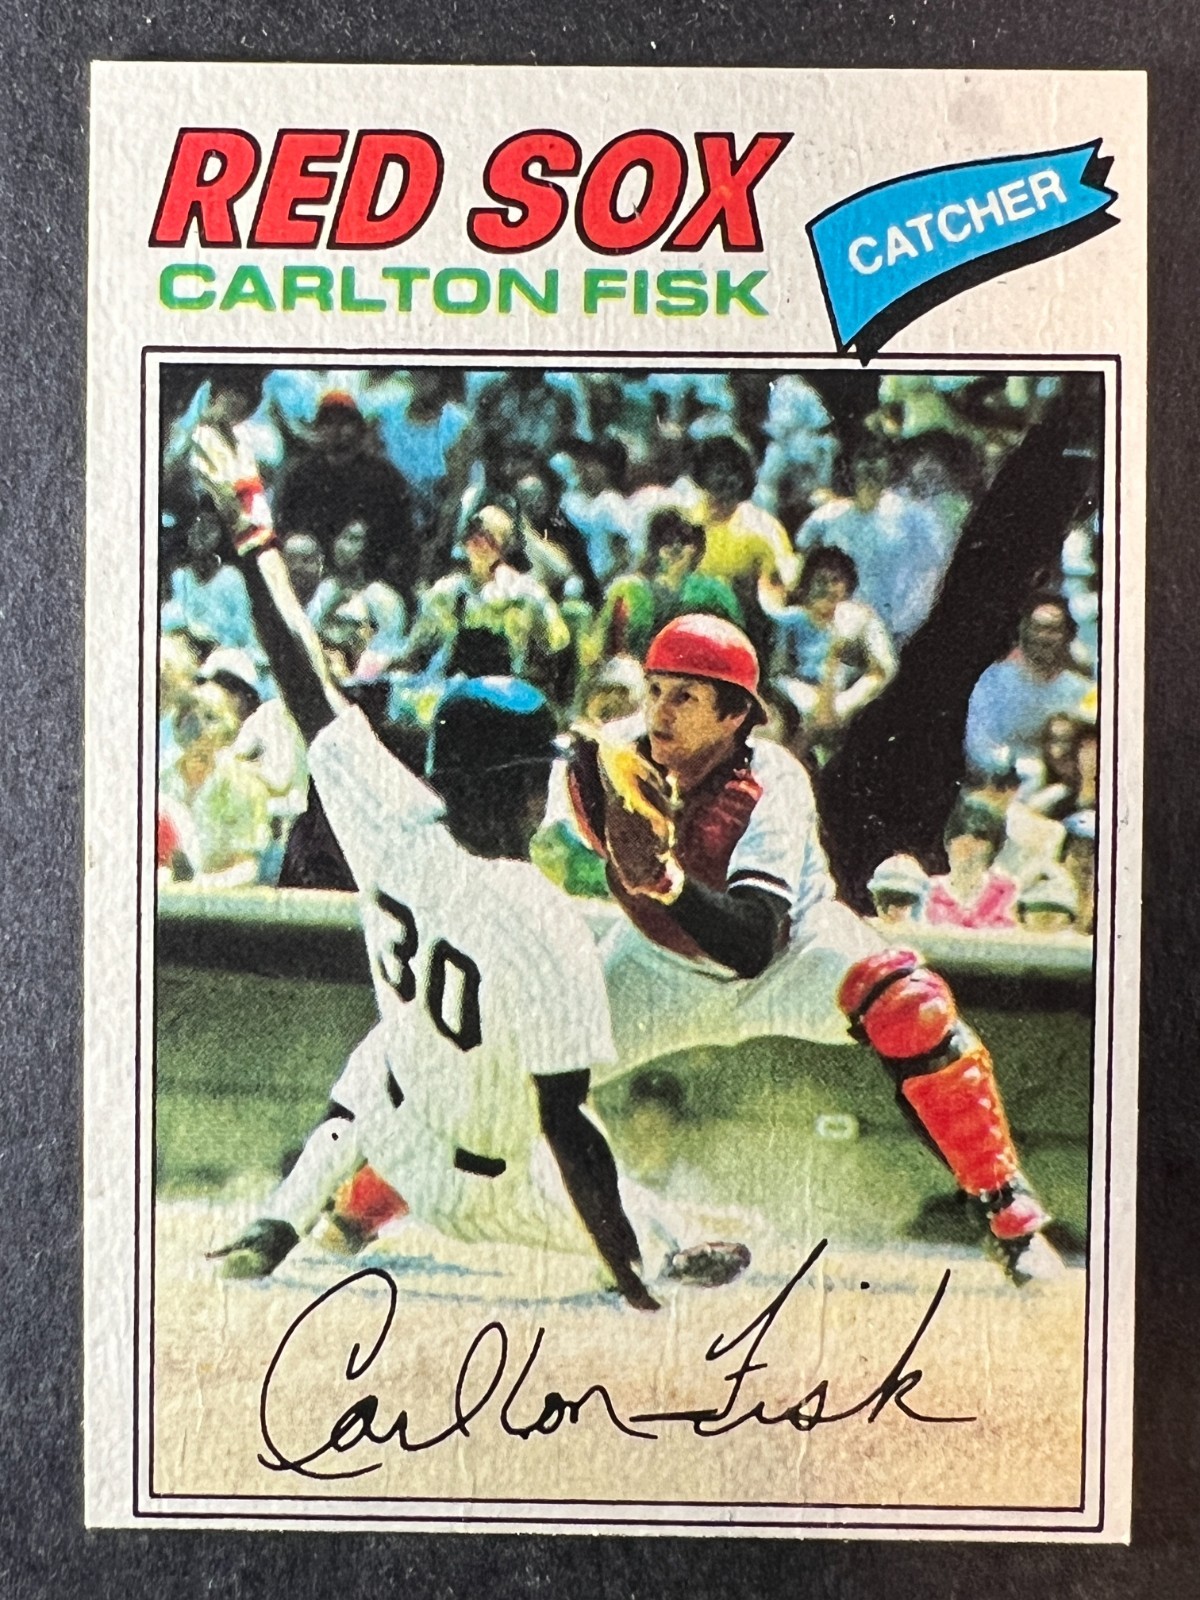 RED SOX
CARLTON FISK
CATCHER
30
Carlton Fisk